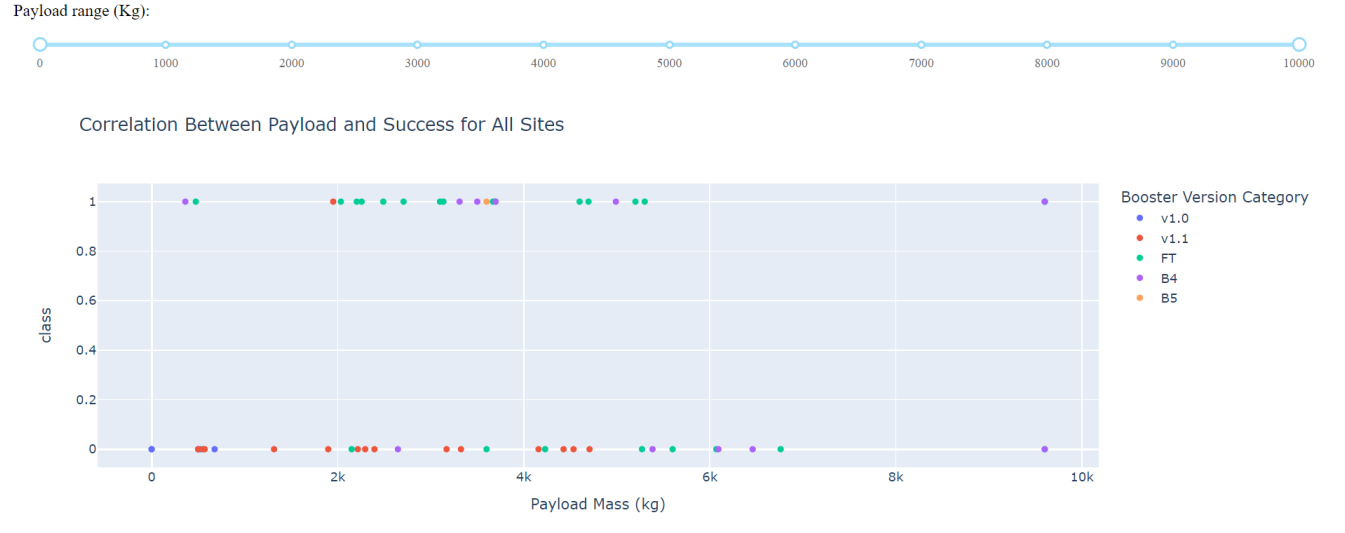 Payload range (Kg):
0 1000 2000 3000 4000 5000 6000 7000 8000 9000 10000
Correlation Between Payload and Success for All Sites
Booster Version Category
v1.0
v1.1
FT
B4
B5
1
0.8
0.6
0.4
0.2
0
class
0 2k 4k 6k 8k 10k
Payload Mass (kg)